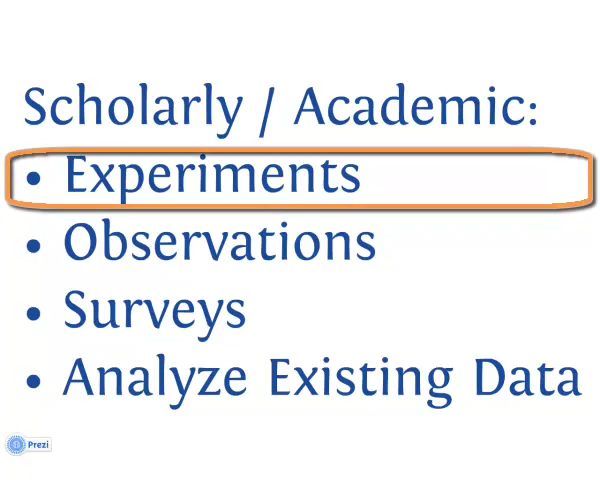 Scholarly / Academic:
• Experiments
• Observations
• Surveys
• Analyze Existing Data
Prezi